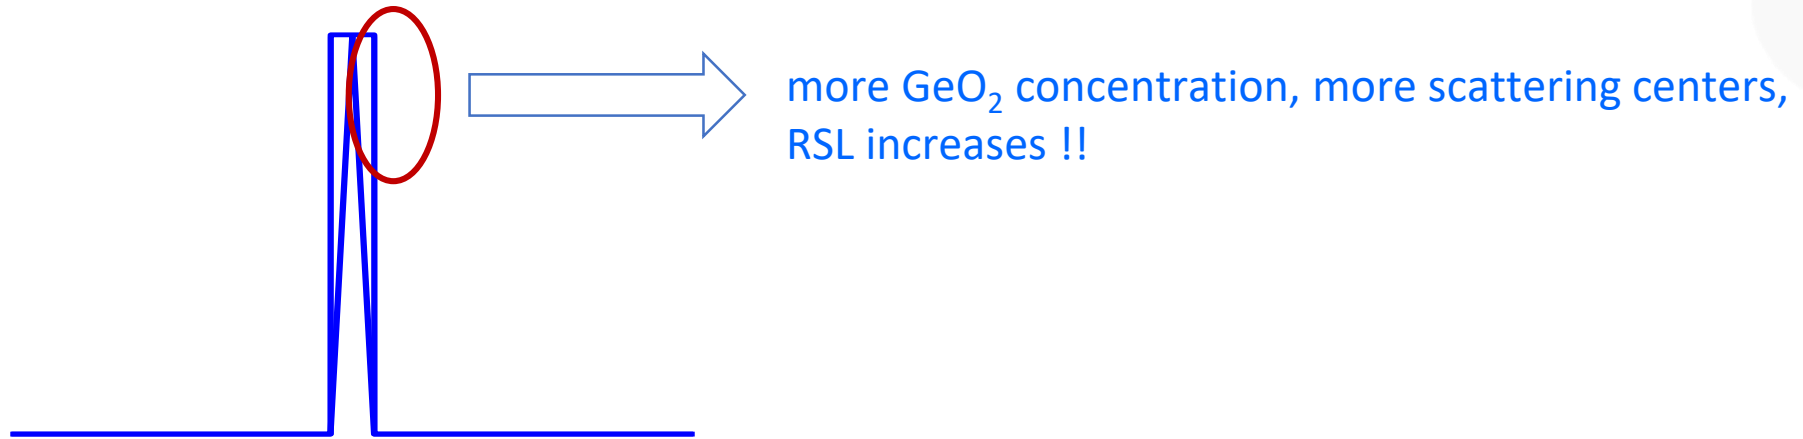 more GeO₂ concentration, more scattering centers,
RSL increases !!